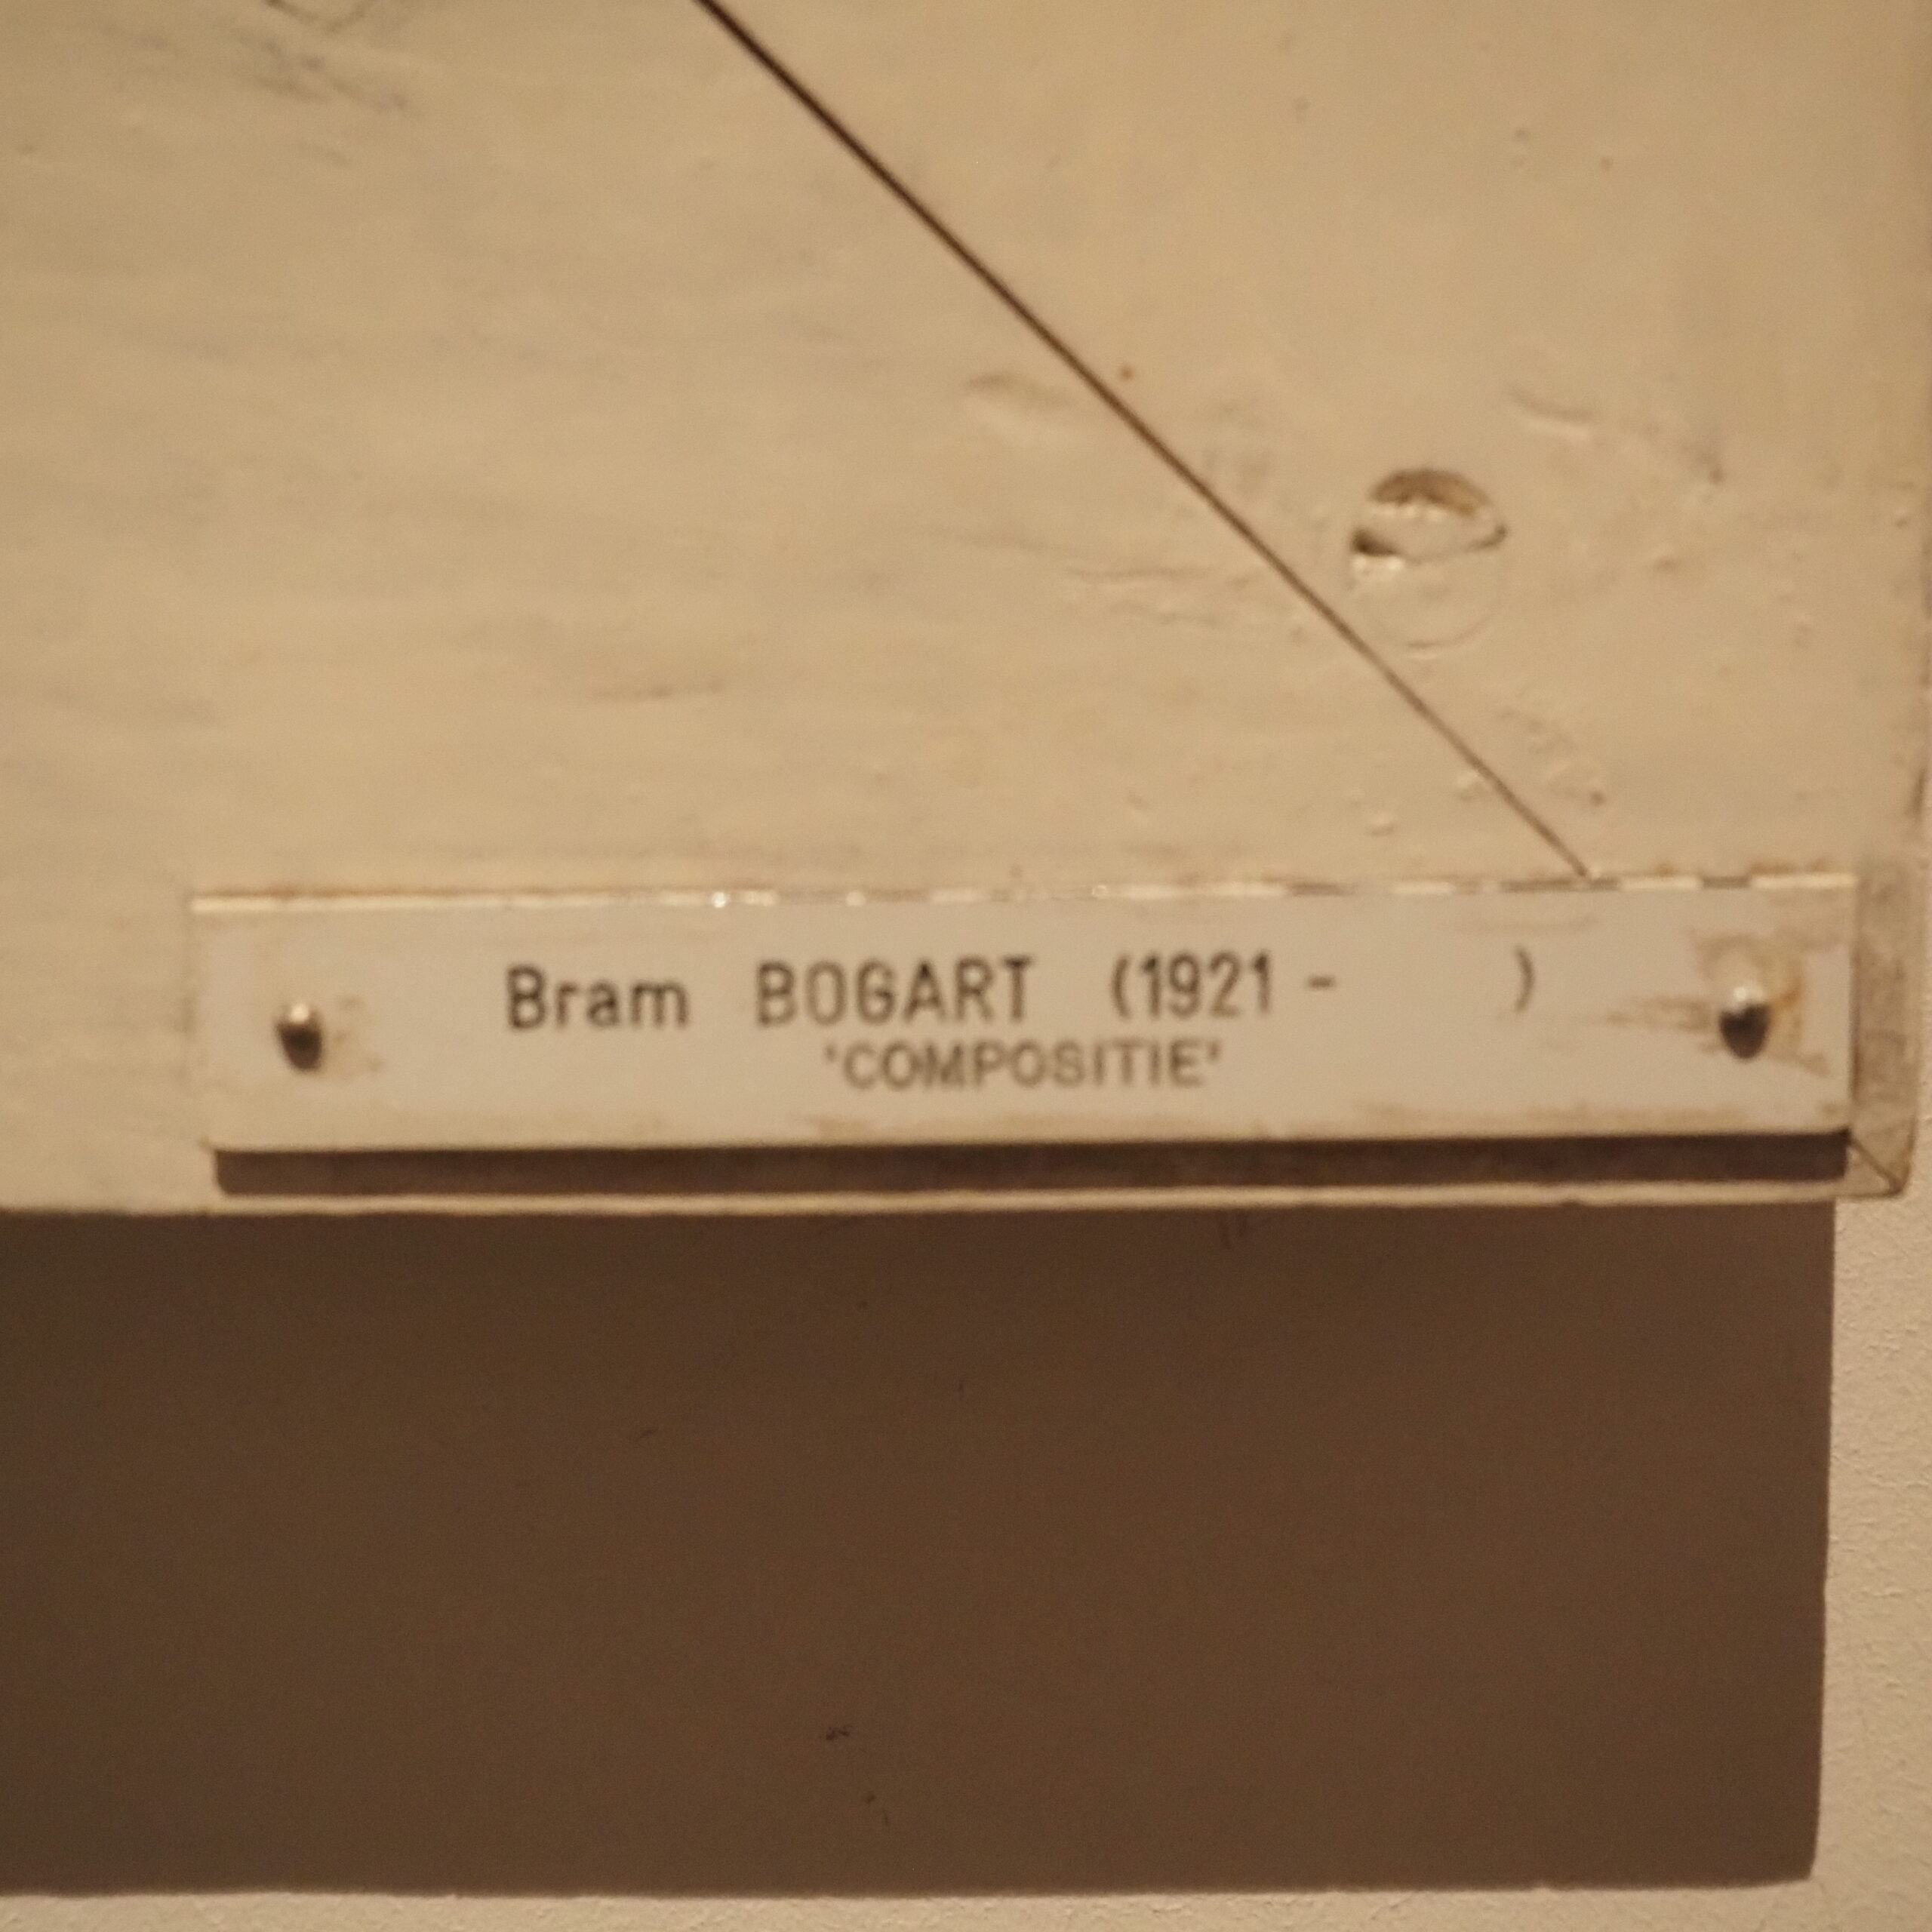 Bram BOGART (1921 - )
'COMPOSITIE'